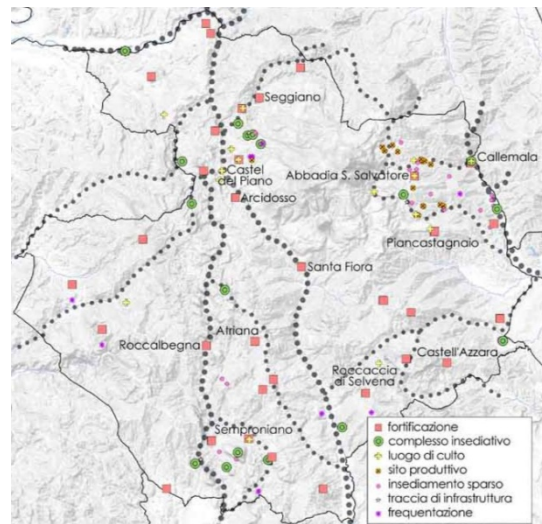 Seggiano
Callemala
Abbadia S. Salvatore
Castel
del Piano
Arcidosso
Piancastagnaio
Santa Fiora
Atriana
Roccalbegna
Castell'Azzara
Roccaccia
di Selvena
Semproniano
fortificazione
complesso insediativo
luogo di culto
sito produttivo
insediamento sparso
traccia di infrastruttura
frequentazione